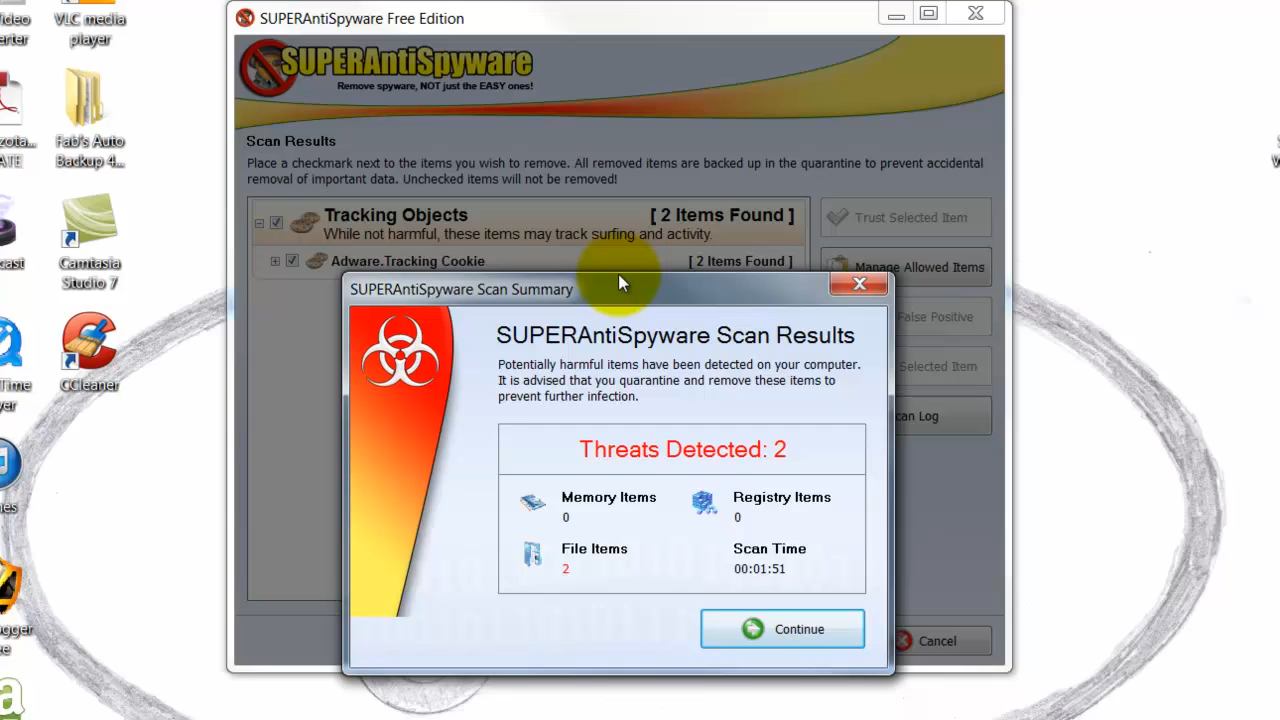 SUPERAntiSpyware Free Edition
SUPERAntiSpyware
Remove spyware, NOT just the EASY ones!
Scan Results
Place a checkmark next to the items you wish to remove. All removed items are backed up in the quarantine to prevent accidental
removal of important data. Unchecked items will not be removed!
Tracking Objects [ 2 Items Found ]
While not harmful, these items may track surfing and activity.
Adware.Tracking Cookie [ 2 Items Found ]
Trust Selected Item
Manage Allowed Items
False Positive
Selected Item
Log
Cancel
SUPERAntiSpyware Scan Summary
SUPERAntiSpyware Scan Results
Potentially harmful items have been detected on your computer.
It is advised that you quarantine and remove these items to
prevent further infection.
Threats Detected: 2
Memory Items
0
Registry Items
0
File Items
2
Scan Time
00:01:51
Continue
VLC media
player
Fab's Auto
Backup 4...
Camtasia
Studio 7
CCleaner